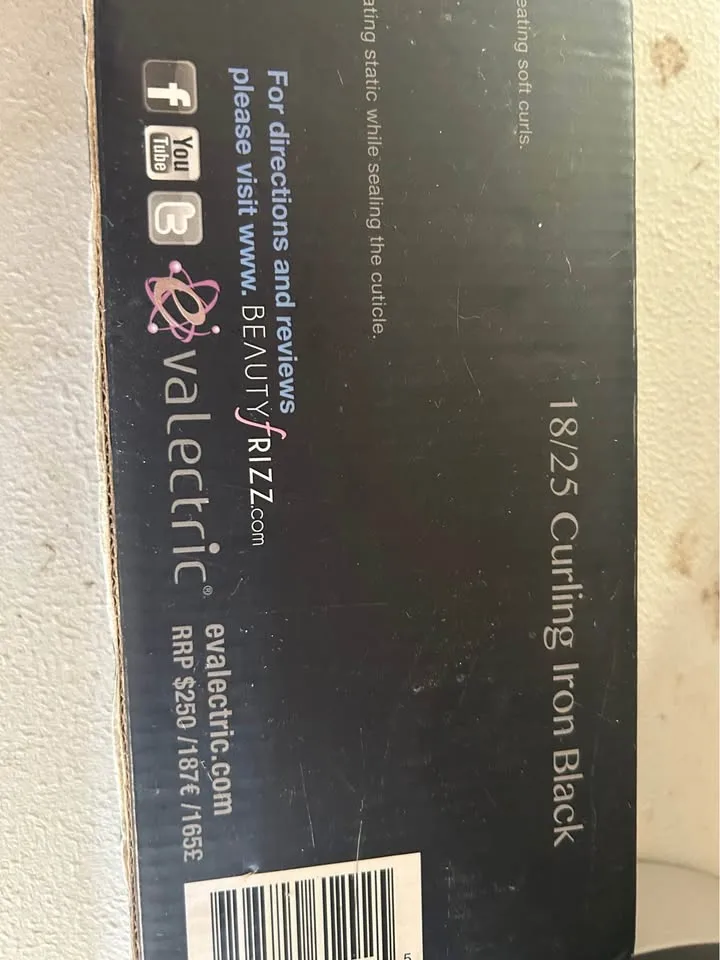 18/25 Curling Iron Black
eating soft curls.
ating static while sealing the cuticle.
For directions and reviews
please visit www. BEAUTYfRIZZ.com
f
You
Tube
t
evalectric®
evalectric.com
RRP $250 /187€ /165£
5